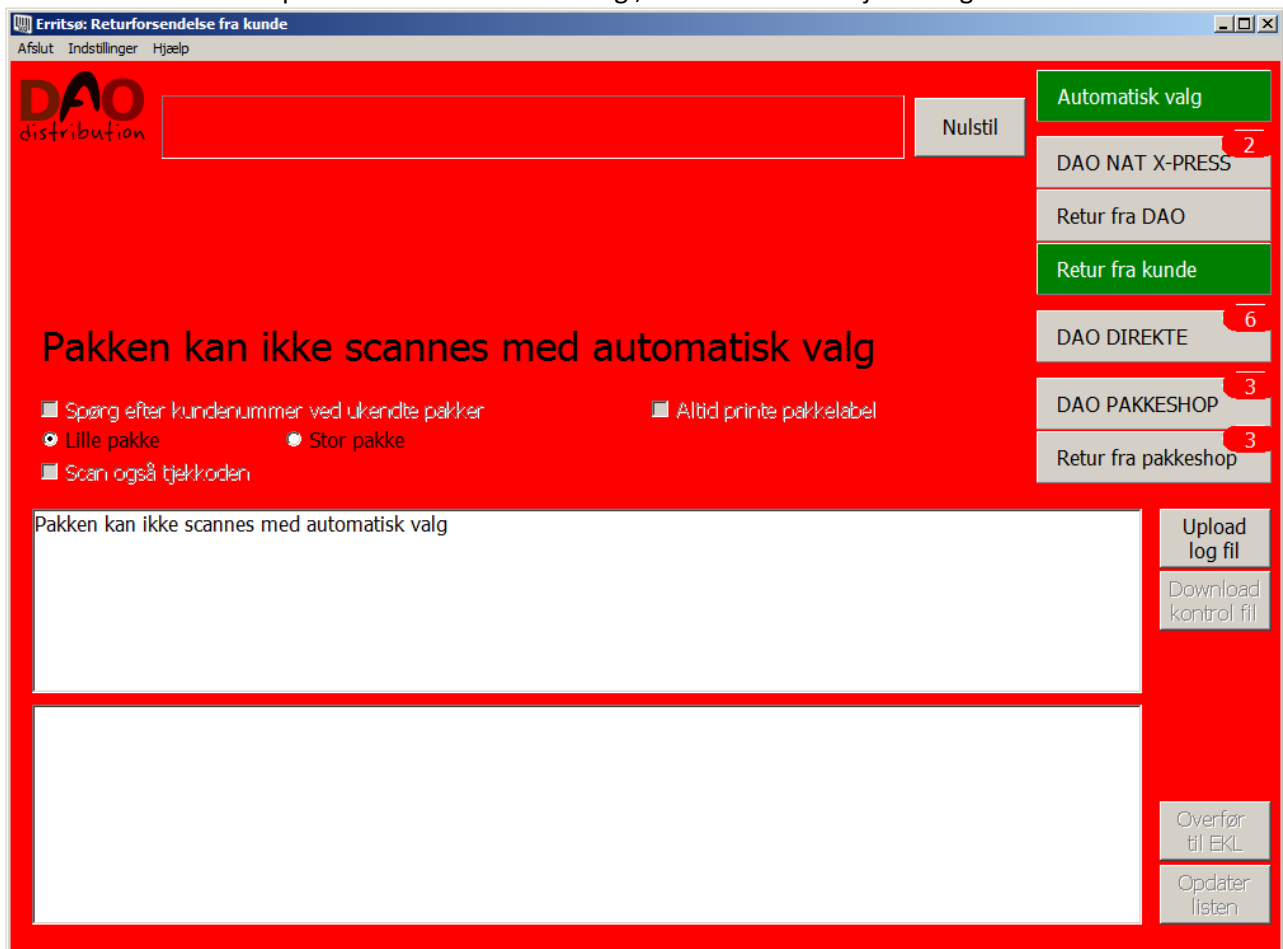 Erritsø: Returforsendelse fra kunde
Afslut Indstillinger Hjælp
DAO
distribution
Nulstil
Automatisk valg
2
DAO NAT X-PRESS
Retur fra DAO
Retur fra kunde
6
DAO DIREKTE
3
DAO PAKKESHOP
3
Retur fra pakkeshop
Pakken kan ikke scannes med automatisk valg
Spørg efter kundenummer ved ukendte pakker
Altid printe pakkelabel
Lille pakke
Stor pakke
Scan også tjekkoden
Pakken kan ikke scannes med automatisk valg
Upload
log fil
Download
kontrol fil
Overfør
til EKL
Opdater
listen